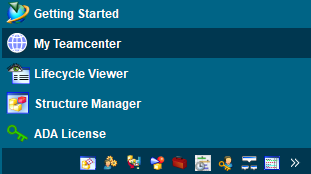 Getting Started
My Teamcenter
Lifecycle Viewer
Structure Manager
ADA License